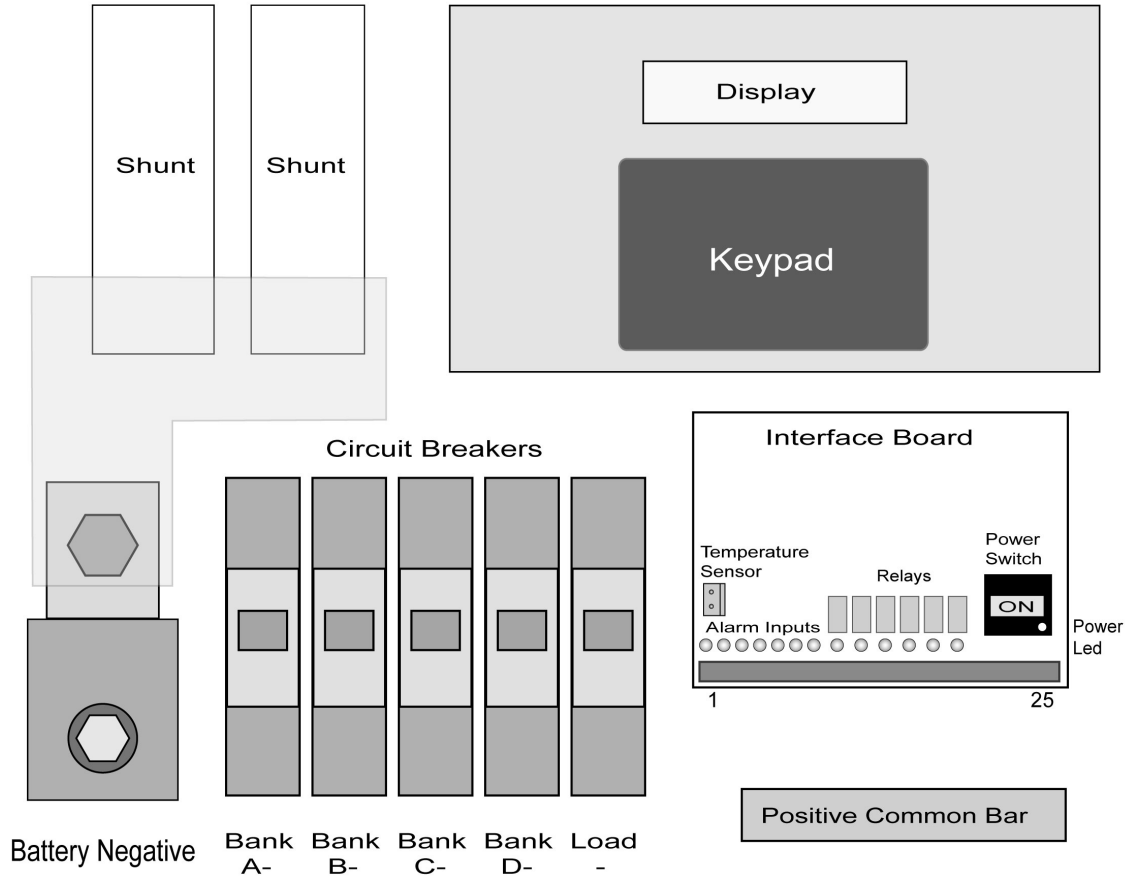 Shunt
Shunt
Display
Keypad
Circuit Breakers
Interface Board
Temperature
Sensor
Power
Switch
Relays
ON
Alarm Inputs
Power
Led
1
25
Positive Common Bar
Battery Negative
Bank
A-
Bank
B-
Bank
C-
Bank
D-
Load
-